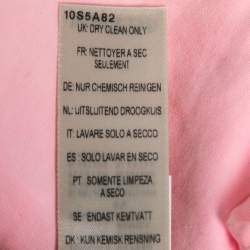 10S5A82
UK: DRY CLEAN ONLY
FR: NETTOYER A SEC
SEULEMENT
DE: NUR CHEMISCH REINIGEN
NL: UITSLUITEND DROOGKUIS
IT: LAVARE SOLO A SECCO
ES: SOLO LAVAR EN SECO
PT: SOMENTE LIMPEZA
A SECO
SE: ENDAST KEMTVATT
DK: KUN KEMISK RENSNING